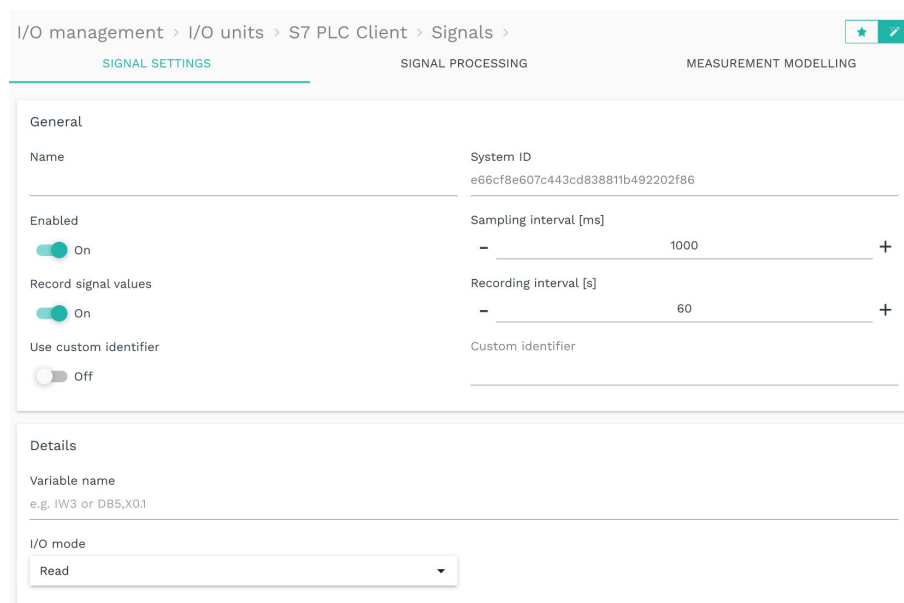 I/O management > I/O units > S7 PLC Client > Signals >
SIGNAL SETTINGS SIGNAL PROCESSING MEASUREMENT MODELLING
General
Name System ID
e66cf8e607c443cd838811b492202f86
Enabled Sampling interval [ms]
On - 1000 +
Record signal values Recording interval [s]
On - 60 +
Use custom identifier Custom identifier
Off
Details
Variable name
e.g. IW3 or DB5,X0.1
I/O mode
Read